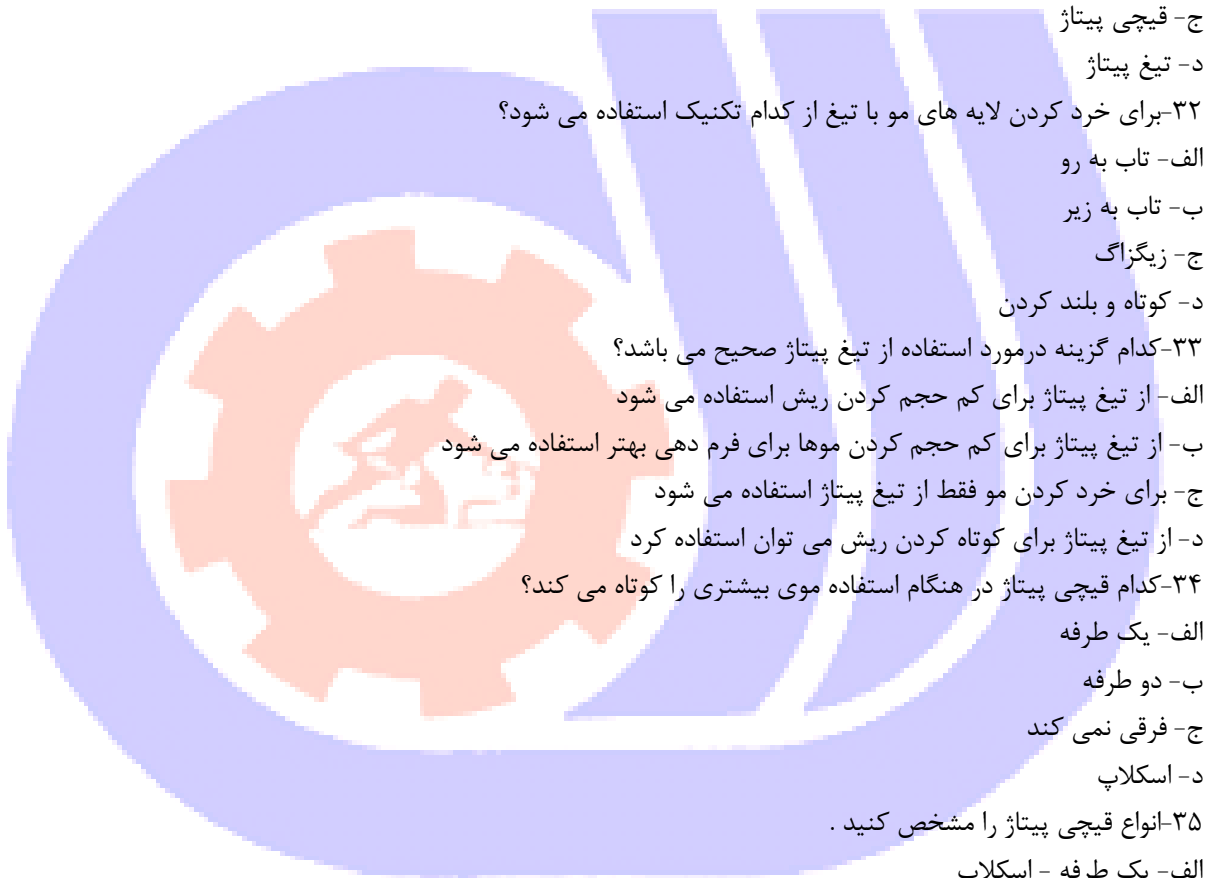 ج- قیچی پیتاژ
د- تیغ پیتاژ
۳۲-برای خرد کردن لایه های مو با تیغ از کدام تکنیک استفاده می شود؟
الف- تاب به رو
ب- تاب به زیر
ج- زیگزاگ
د- کوتاه و بلند کردن
۳۳-کدام گزینه درمورد استفاده از تیغ پیتاژ صحیح می باشد؟
الف- از تیغ پیتاژ برای کم حجم کردن ریش استفاده می شود
ب- از تیغ پیتاژ برای کم حجم کردن موها برای فرم دهی بهتر استفاده می شود
ج- برای خرد کردن مو فقط از تیغ پیتاژ استفاده می شود
د- از تیغ پیتاژ برای کوتاه کردن ریش می توان استفاده کرد
۳۴-کدام قیچی پیتاژ در هنگام استفاده موی بیشتری را کوتاه می کند؟
الف- یک طرفه
ب- دو طرفه
ج- فرقی نمی کند
د- اسکلاپ
۳۵-انواع قیچی پیتاژ را مشخص کنید .
الف- یک طرفه - اسکلاپ